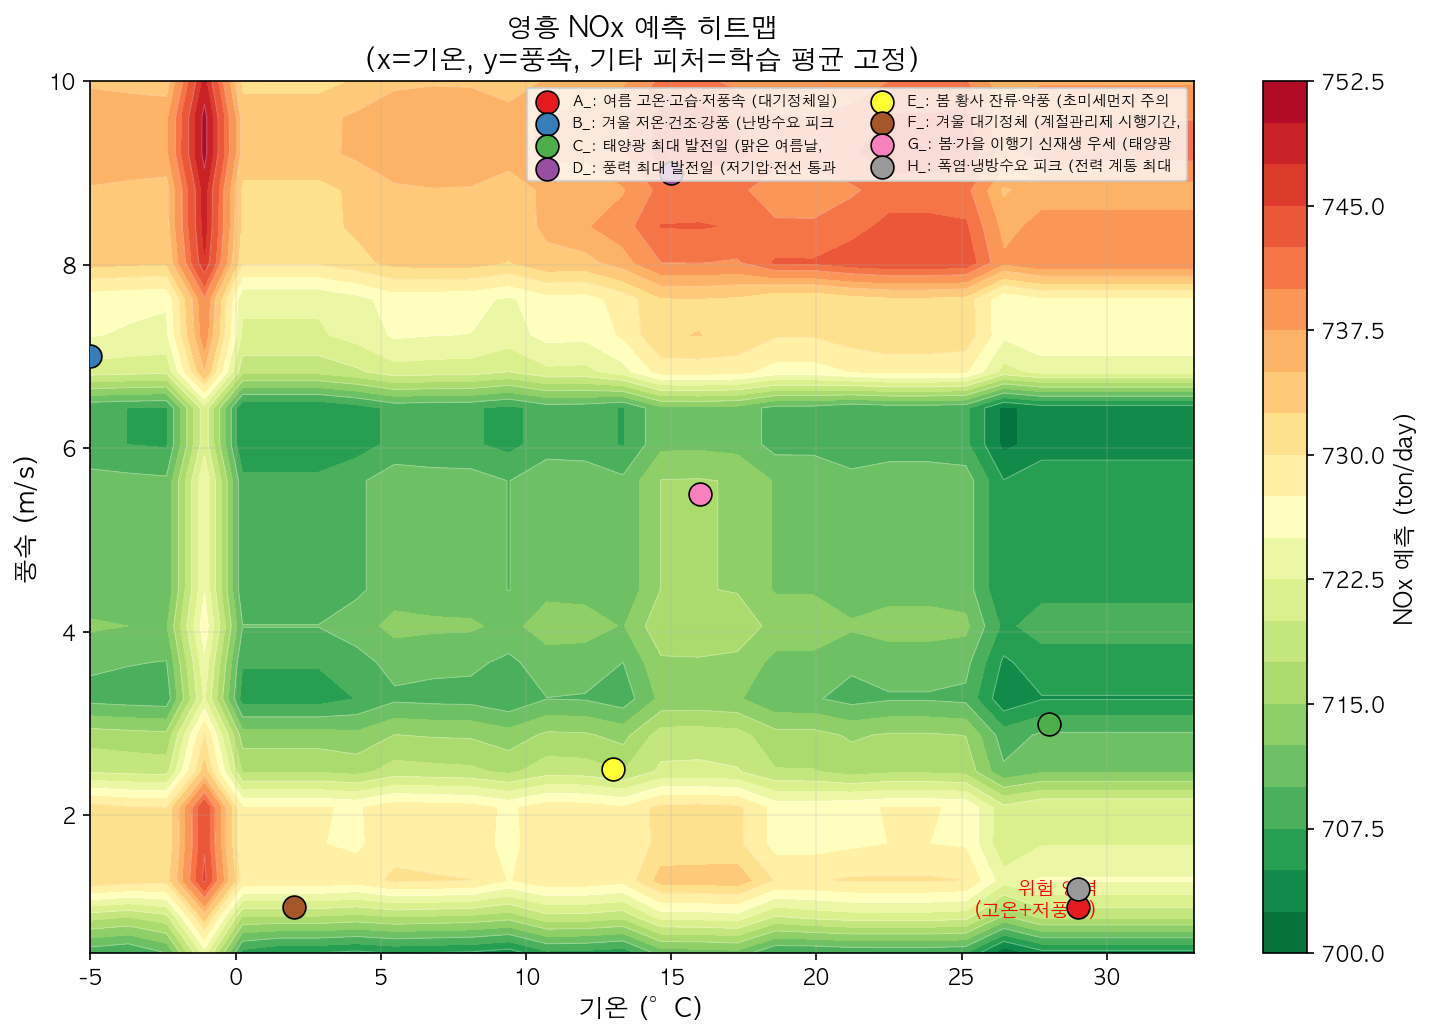 영흥 NOx 예측 히트맵
(x=기온, y=풍속, 기타 피처=학습 평균 고정)
A_: 여름 고온·고습·저풍속 (대기정체일)
B_: 겨울 저온·건조·강풍 (난방수요 피크
C_: 태양광 최대 발전일 (맑은 여름날,
D_: 풍력 최대 발전일 (저기압·전선 통과
E_: 봄 황사 잔류·약풍 (초미세먼지 주의
F_: 겨울 대기정체 (계절관리제 시행기간,
G_: 봄·가을 이행기 신재생 우세 (태양광
H_: 폭염·냉방수요 피크 (전력 계통 최대
10
8
6
4
2
풍속 (m/s)
위험
(고온+저풍
-5
0
5
10
15
20
25
30
기온 (°C)
752.5
745.0
737.5
730.0
722.5
715.0
707.5
700.0
NOx 예측 (ton/day)